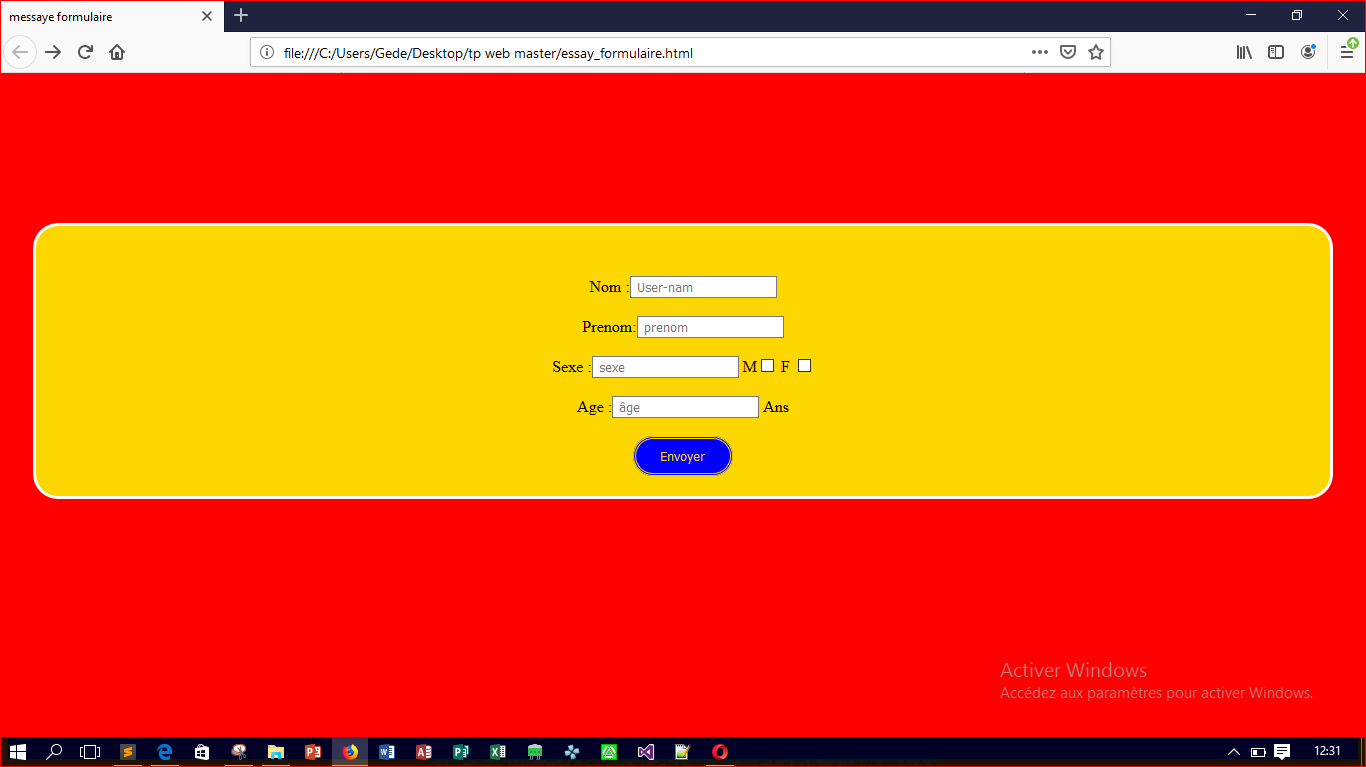 messaye formulaire
file:///C:/Users/Gede/Desktop/tp web master/essay_formulaire.html
Nom : User-nam
Prenom: prenom
Sexe : sexe M F
Age : âge Ans
Envoyer
Activer Windows
Accédez aux paramètres pour activer Windows.
12:31